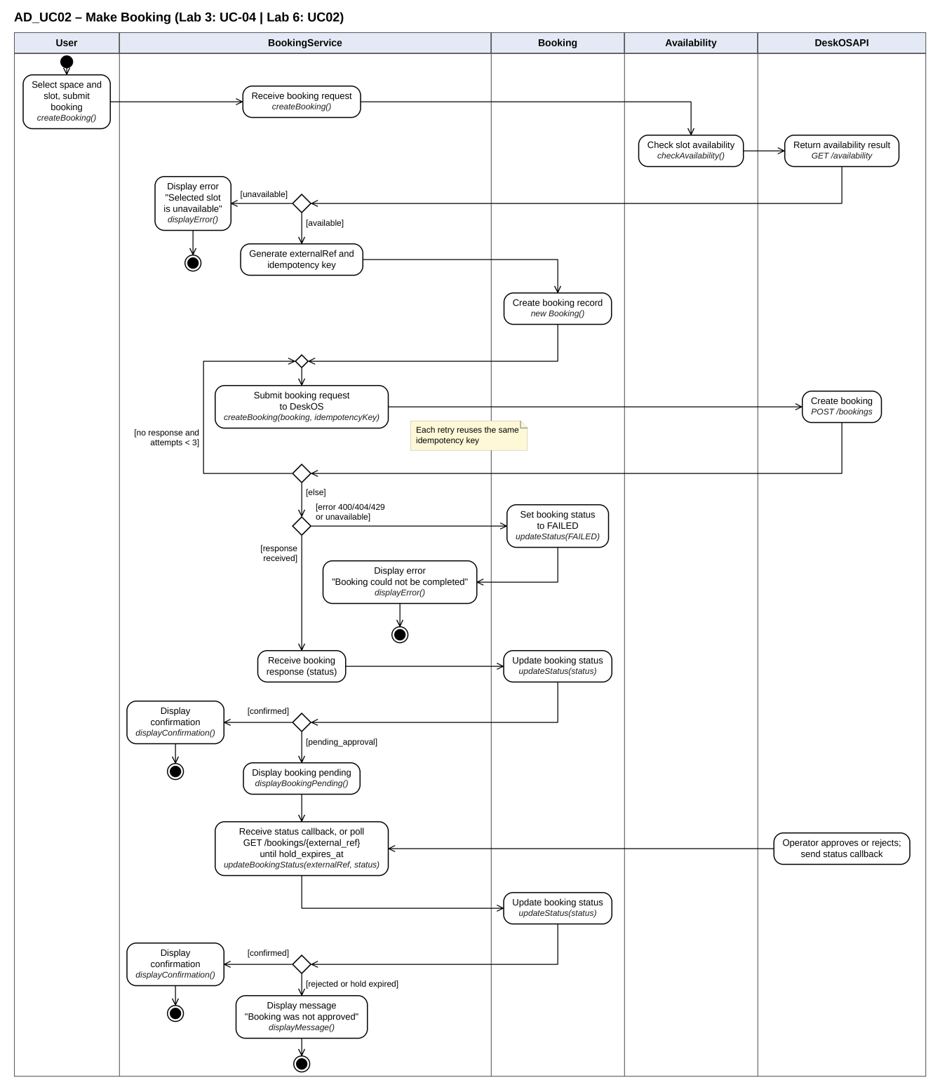 AD_UC02 – Make Booking (Lab 3: UC-04 | Lab 6: UC02)
User
BookingService
Booking
Availability
DeskOSAPI
Select space and
slot, submit
booking
createBooking()
Receive booking request
createBooking()
Check slot availability
checkAvailability()
Return availability result
GET /availability
Display error
"Selected slot
is unavailable"
displayError()
[unavailable]
[available]
Generate externalRef and
idempotency key
Create booking record
new Booking()
Submit booking request
to DeskOS
createBooking(booking, idempotencyKey)
Create booking
POST /bookings
Each retry reuses the same
idempotency key
[no response and
attempts < 3]
[else]
[error 400/404/429
or unavailable]
Set booking status
to FAILED
updateStatus(FAILED)
[response
received]
Display error
"Booking could not be completed"
displayError()
Receive booking
response (status)
Update booking status
updateStatus(status)
Display
confirmation
displayConfirmation()
[confirmed]
[pending_approval]
Display booking pending
displayBookingPending()
Receive status callback, or poll
GET /bookings/{external_ref}
until hold_expires_at
updateBookingStatus(externalRef, status)
Operator approves or rejects;
send status callback
Update booking status
updateStatus(status)
Display
confirmation
displayConfirmation()
[confirmed]
[rejected or hold expired]
Display message
"Booking was not approved"
displayMessage()